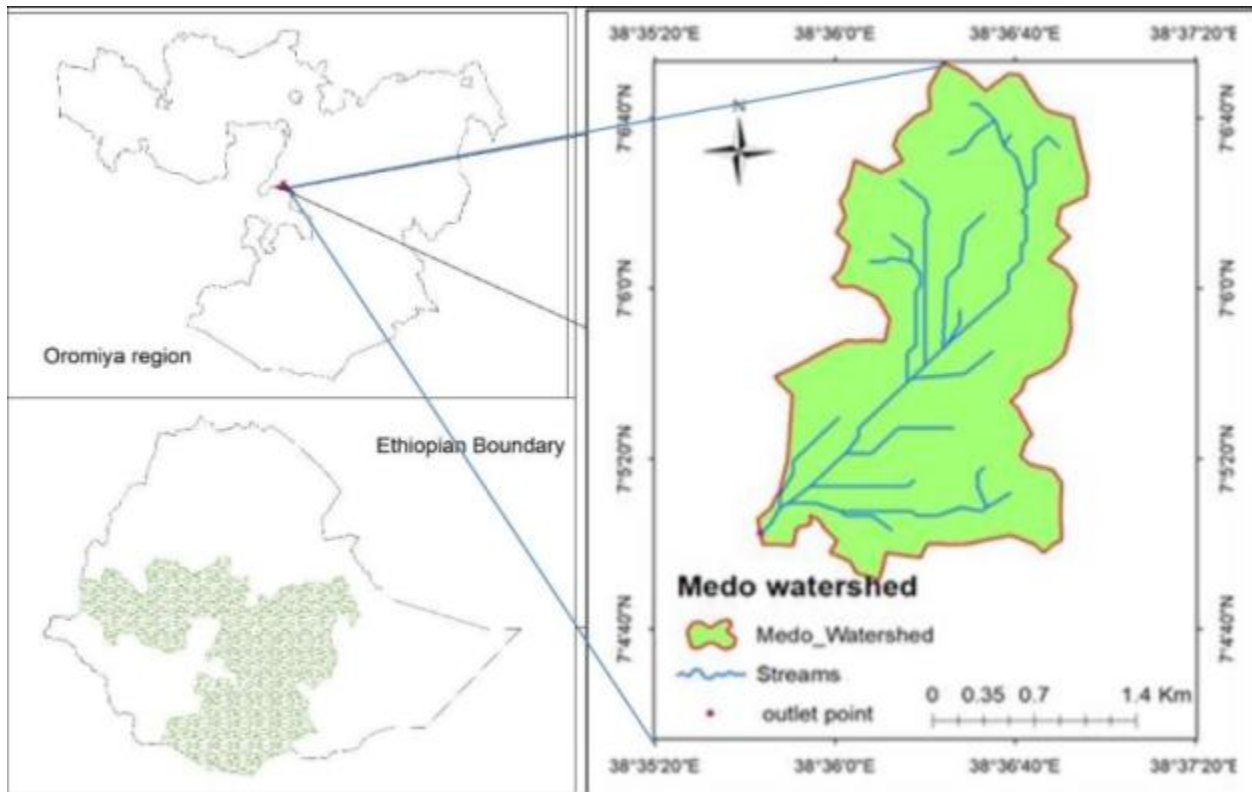 Oromiya region
Ethiopian Boundary
38°35'20"E 38°36'0"E 38°36'40"E 38°37'20"E
N
7°6'40"N
7°6'0"N
7°5'20"N
7°4'40"N
7°6'40"N
7°6'0"N
7°5'20"N
7°4'40"N
Medo watershed
Medo_Watershed
Streams
outlet point
0 0.35 0.7 1.4 Km
38°35'20"E 38°36'0"E 38°36'40"E 38°37'20"E